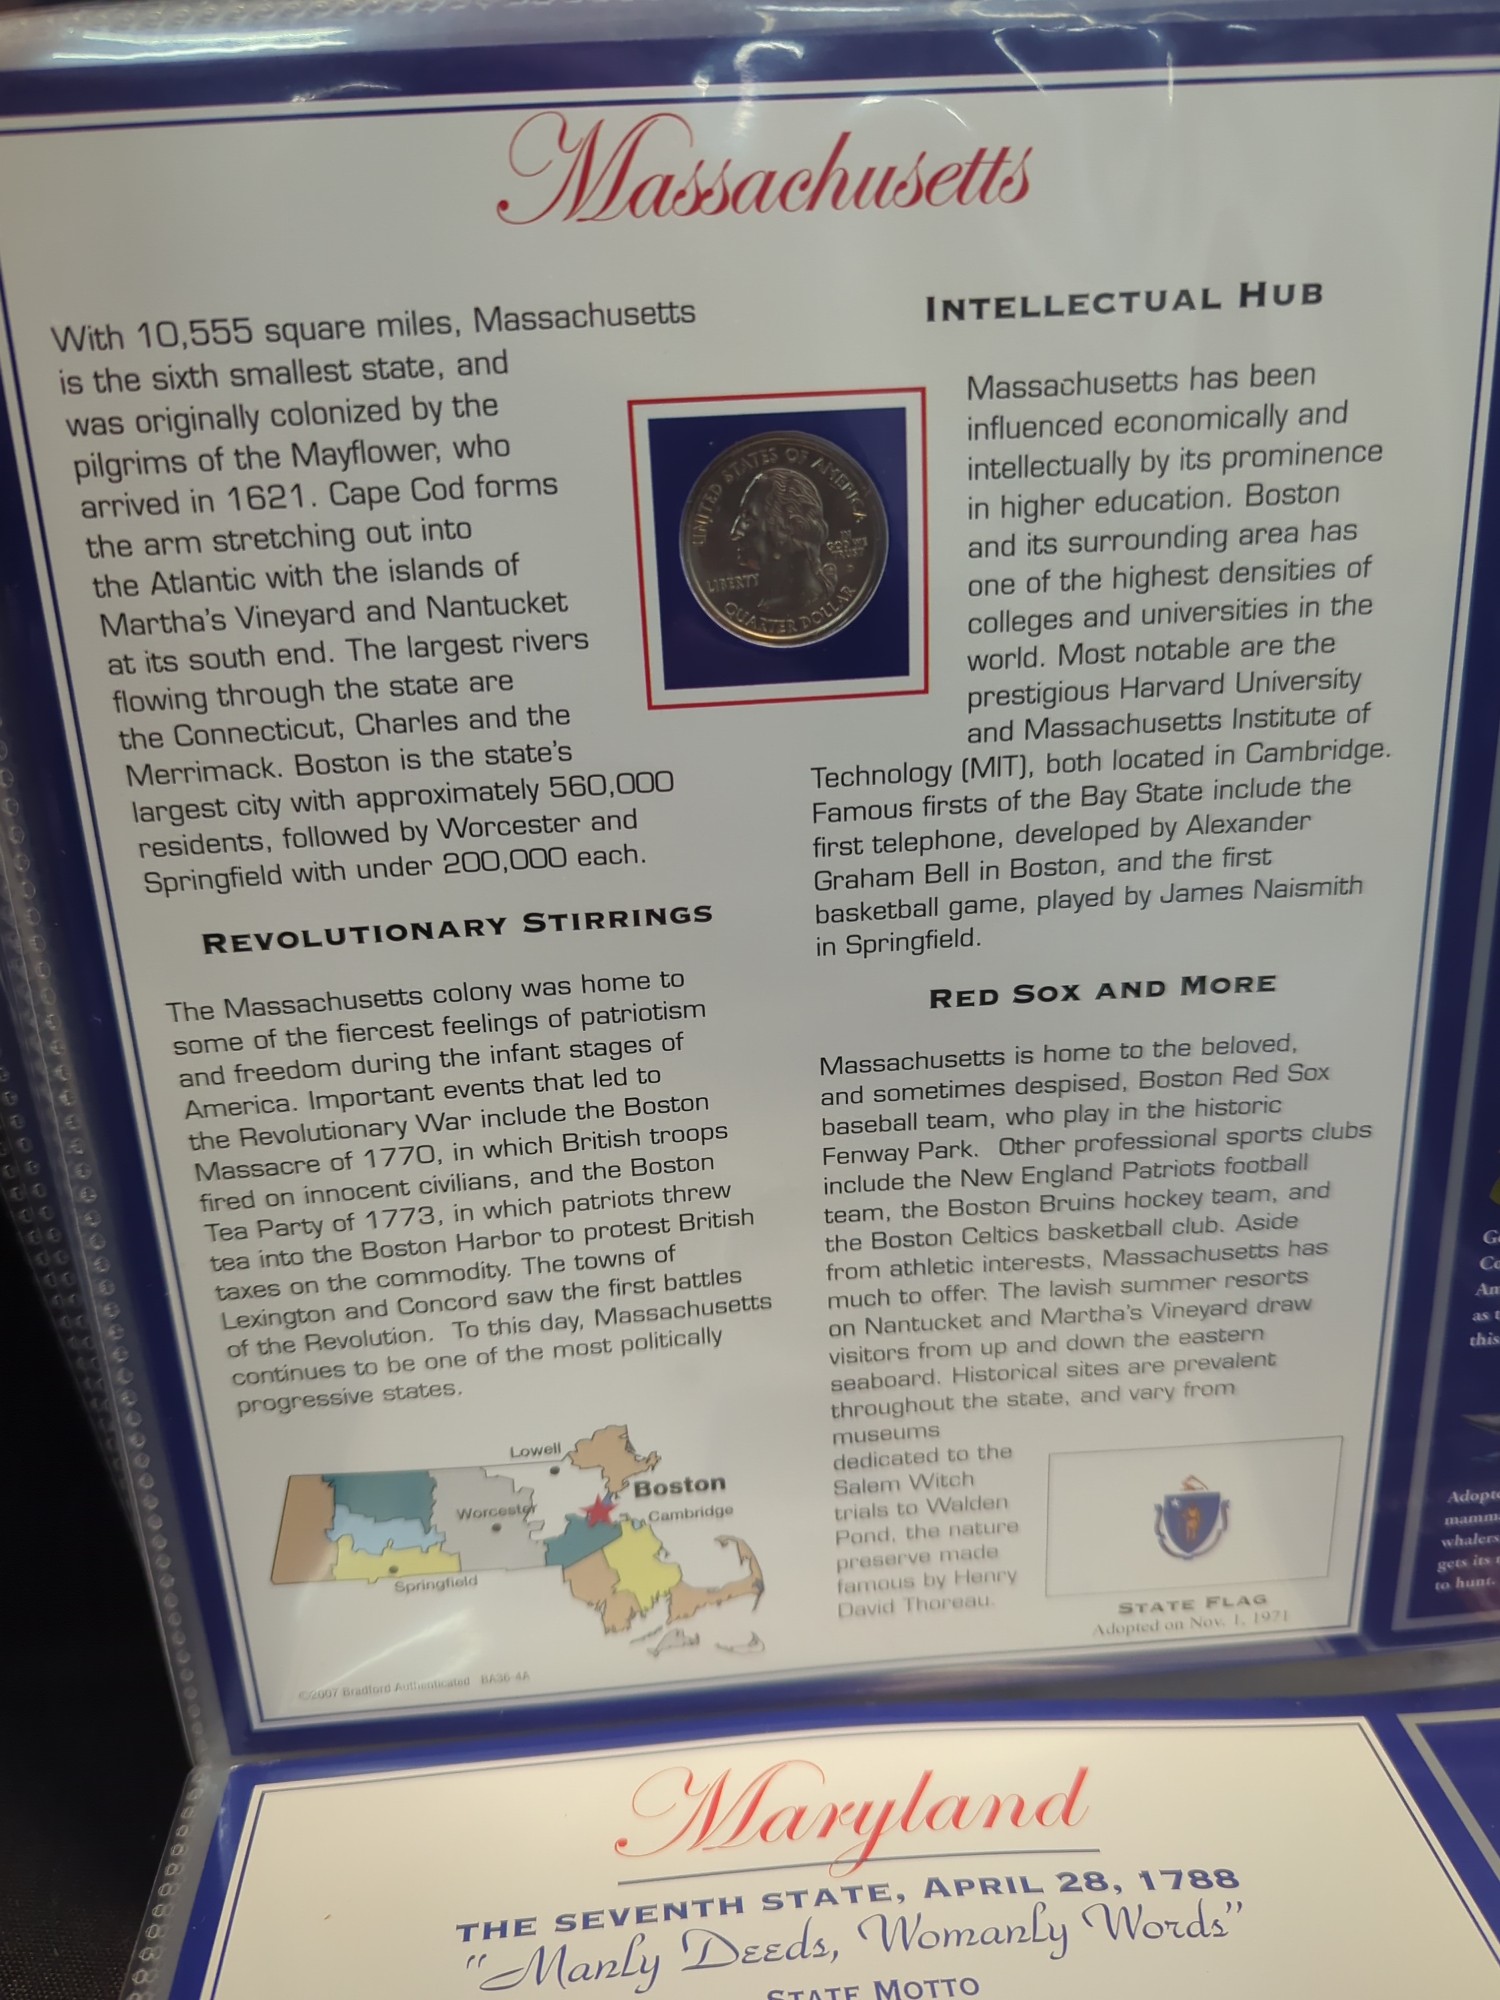 Massachusetts
With 10,555 square miles, Massachusetts
is the sixth smallest state, and
was originally colonized by the
pilgrims of the Mayflower, who
arrived in 1621. Cape Cod forms
the arm stretching out into
the Atlantic with the islands of
Martha's Vineyard and Nantucket
at its south end. The largest rivers
flowing through the state are
the Connecticut, Charles and the
Merrimack. Boston is the state's
largest city with approximately 560,000
residents, followed by Worcester and
Springfield with under 200,000 each.
REVOLUTIONARY STIRRINGS
The Massachusetts colony was home to
some of the fiercest feelings of patriotism
and freedom during the infant stages of
America. Important events that led to
the Revolutionary War include the Boston
Massacre of 1770, in which British troops
fired on innocent civilians, and the Boston
Tea Party of 1773, in which patriots threw
tea into the Boston Harbor to protest British
taxes on the commodity. The towns of
Lexington and Concord saw the first battles
of the Revolution. To this day, Massachusetts
continues to be one of the most politically
progressive states.
Lowell
Boston
Worcester
Cambridge
Springfield
©2007 Bradford Authenticated BA36-4A
UNITED STATES OF AMERICA
IN
GOD WE
TRUST
LIBERTY
D
QUARTER DOLLAR
INTELLECTUAL HUB
Massachusetts has been
influenced economically and
intellectually by its prominence
in higher education. Boston
and its surrounding area has
one of the highest densities of
colleges and universities in the
world. Most notable are the
prestigious Harvard University
and Massachusetts Institute of
Technology (MIT), both located in Cambridge.
Famous firsts of the Bay State include the
first telephone, developed by Alexander
Graham Bell in Boston, and the first
basketball game, played by James Naismith
in Springfield.
RED SOX AND MORE
Massachusetts is home to the beloved,
and sometimes despised, Boston Red Sox
baseball team, who play in the historic
Fenway Park. Other professional sports clubs
include the New England Patriots football
team, the Boston Bruins hockey team, and
the Boston Celtics basketball club. Aside
from athletic interests, Massachusetts has
much to offer. The lavish summer resorts
on Nantucket and Martha's Vineyard draw
visitors from up and down the eastern
seaboard. Historical sites are prevalent
throughout the state, and vary from
museums
dedicated to the
Salem Witch
trials to Walden
Pond, the nature
preserve made
famous by Henry
David Thoreau.
STATE FLAG
Adopted on Nov. 1, 1971
as t
this
Adopte
mamma
whalers
gets its
to hunt.
Maryland
THE SEVENTH STATE, APRIL 28, 1788
"Manly Deeds, Womanly Words"
STATE MOTTO